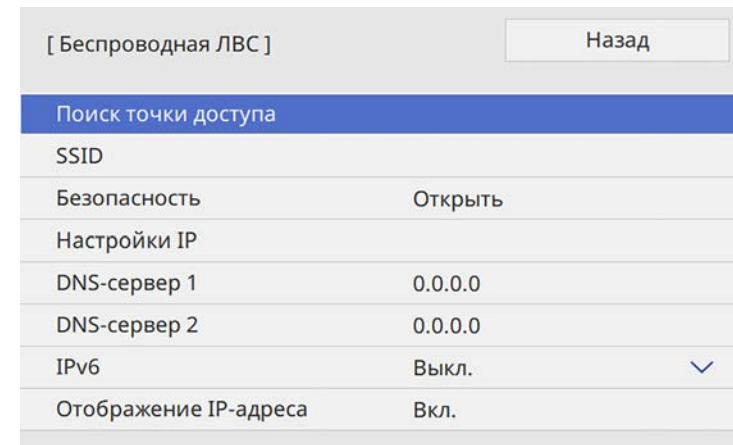 [ Беспроводная ЛВС ] Назад
Поиск точки доступа
SSID
Безопасность Открыть
Настройки IP
DNS-сервер 1 0.0.0.0
DNS-сервер 2 0.0.0.0
IPv6 Выкл.
Отображение IP-адреса Вкл.